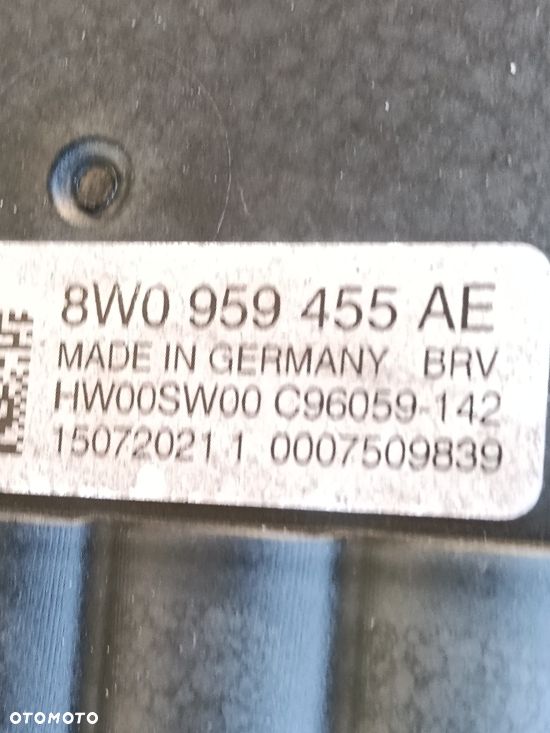 8W0 959 455 AE
MADE IN GERMANY BRV
HW00SW00 C96059-142
15072021 1 0007509839
OTOMOTO